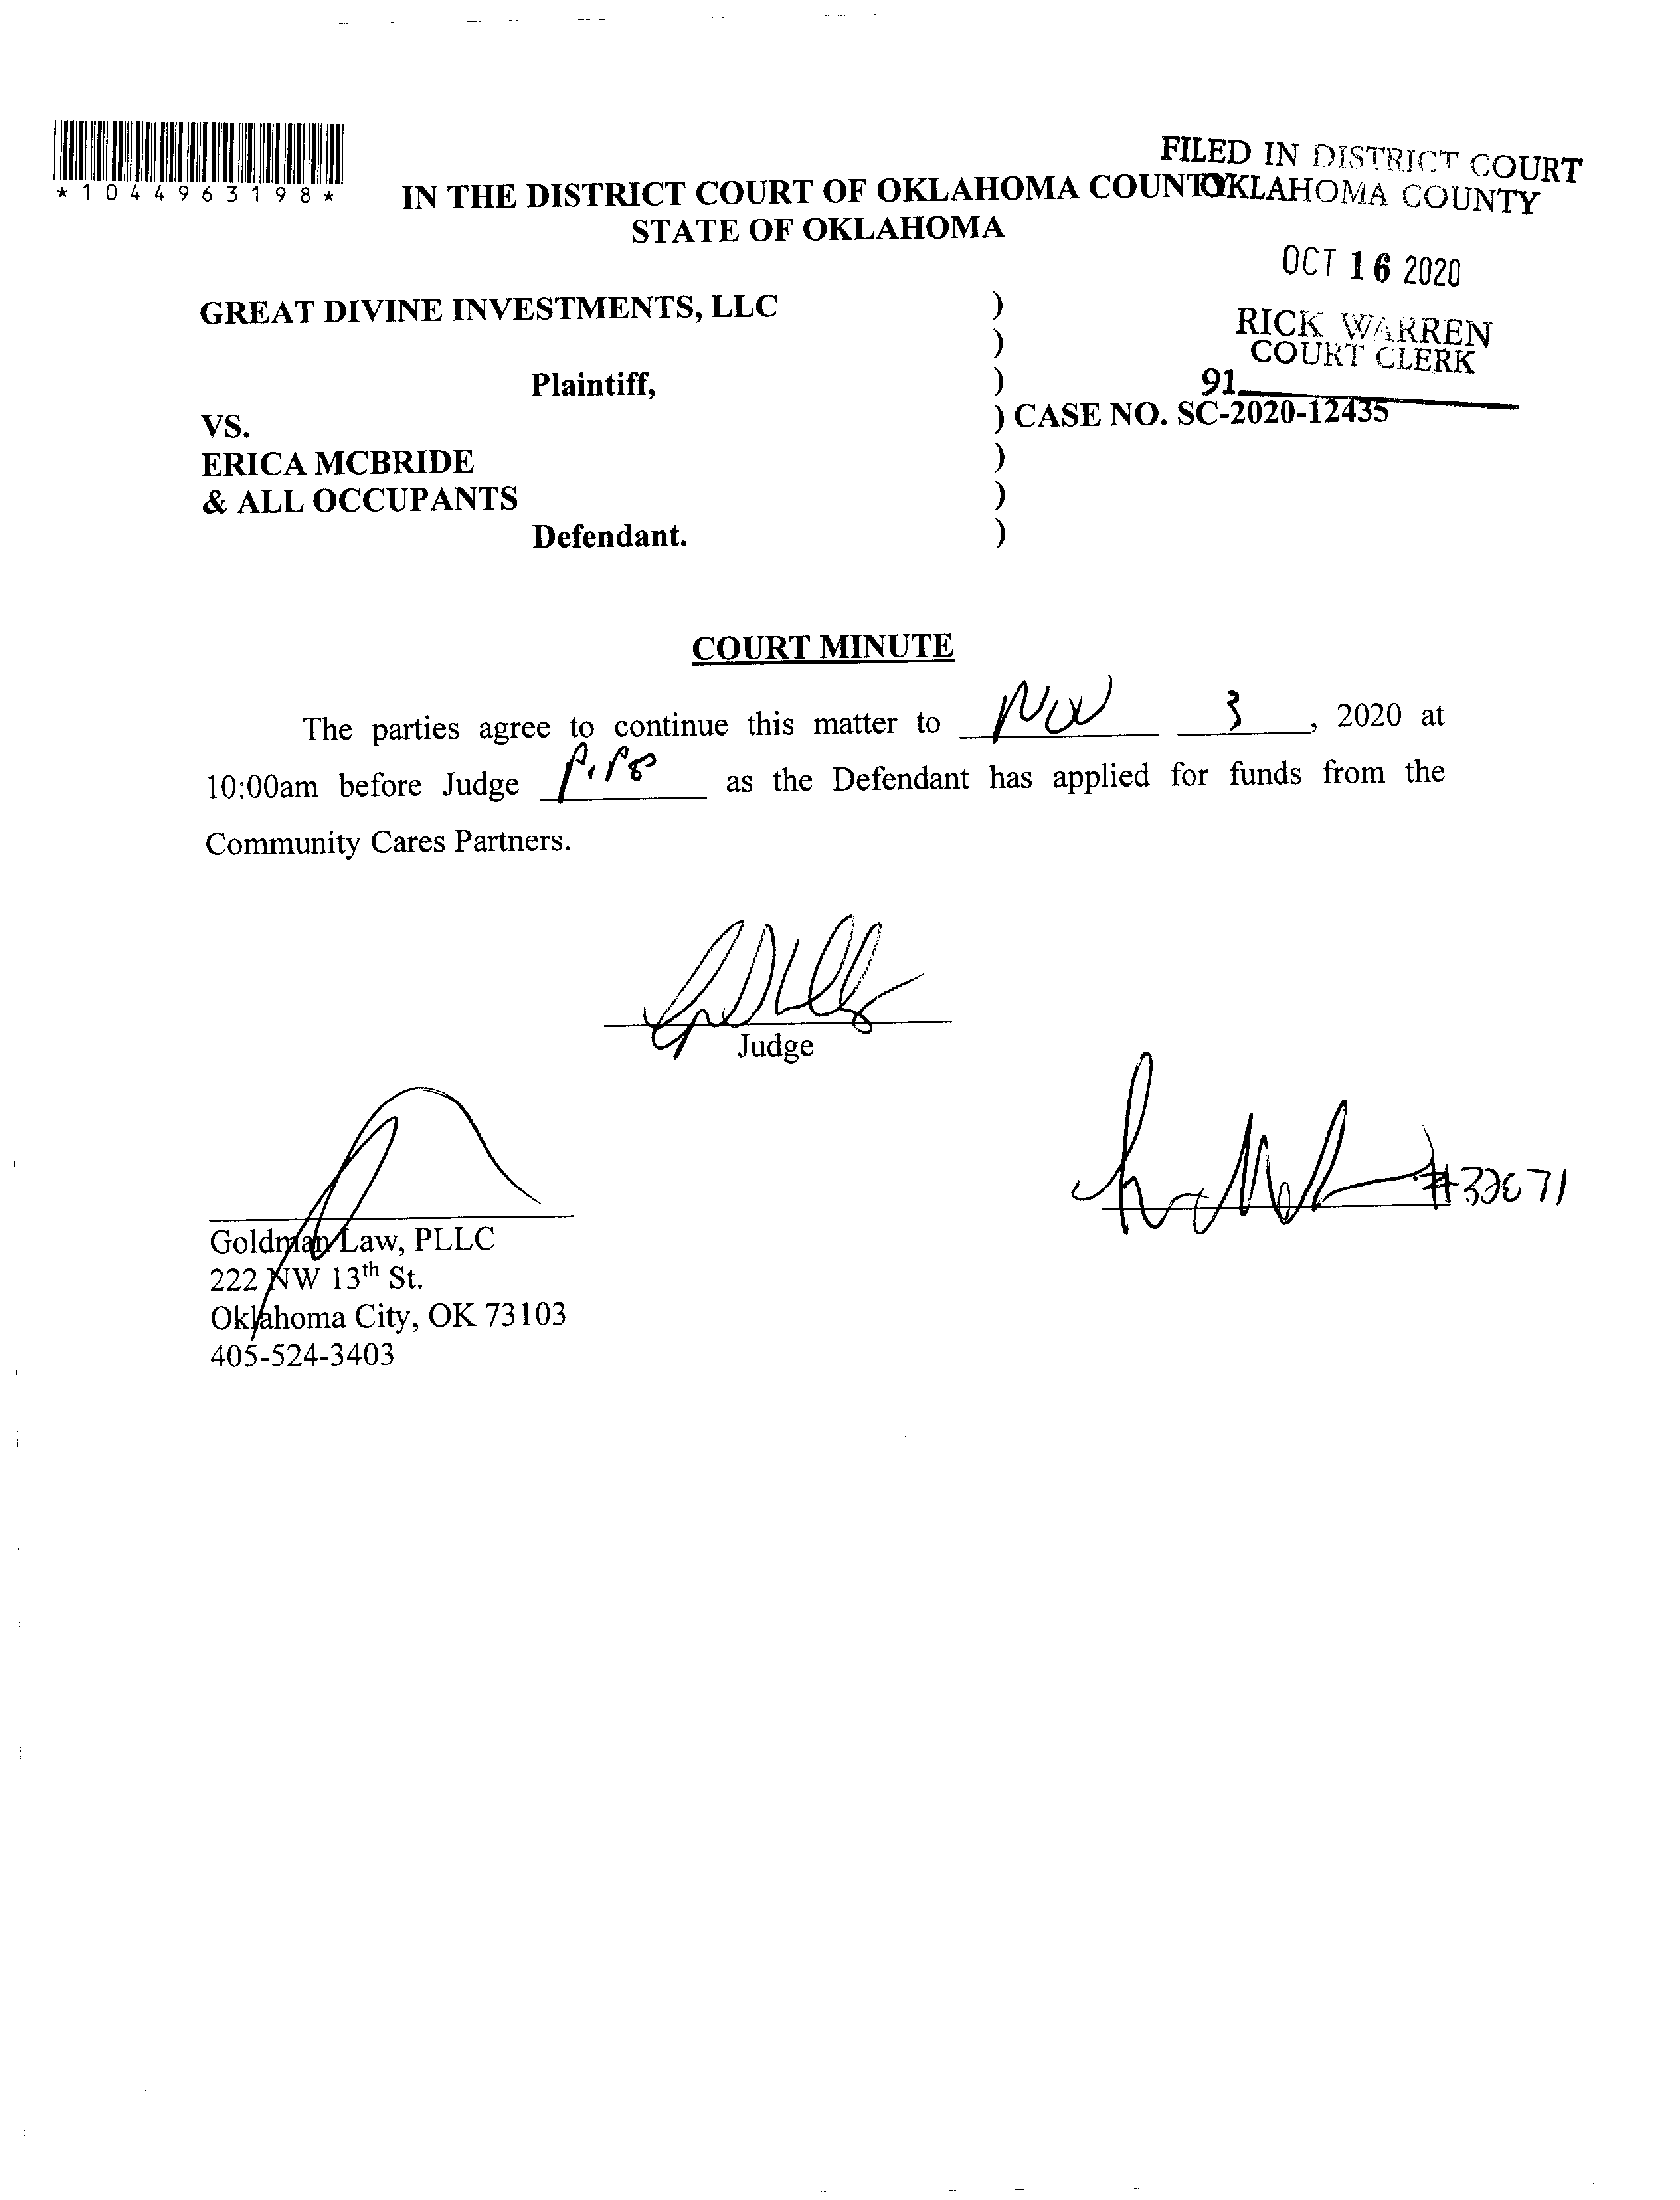 *1044963198*
FILED IN DISTRICT COURT
OKLAHOMA COUNTY
IN THE DISTRICT COURT OF OKLAHOMA COUNTY
STATE OF OKLAHOMA
OCT 16 2020
RICK WARREN
COURT CLERK
91
GREAT DIVINE INVESTMENTS, LLC )
)
Plaintiff, )
VS. ) CASE NO. SC-2020-12435
ERICA MCBRIDE )
& ALL OCCUPANTS )
Defendant. )
COURT MINUTE
The parties agree to continue this matter to Nov 3, 2020 at
10:00am before Judge as the Defendant has applied for funds from the
Community Cares Partners.
Judge
Goldman Law, PLLC
222 NW 13th St.
Oklahoma City, OK 73103
405-524-3403